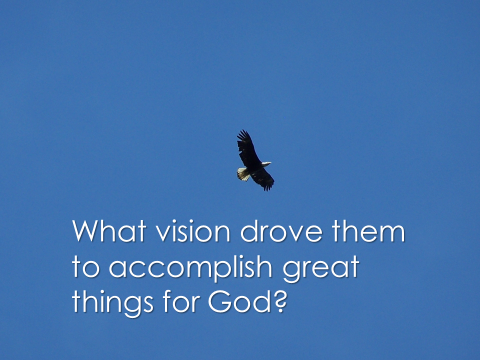 What vision drove them
to accomplish great
things for God?